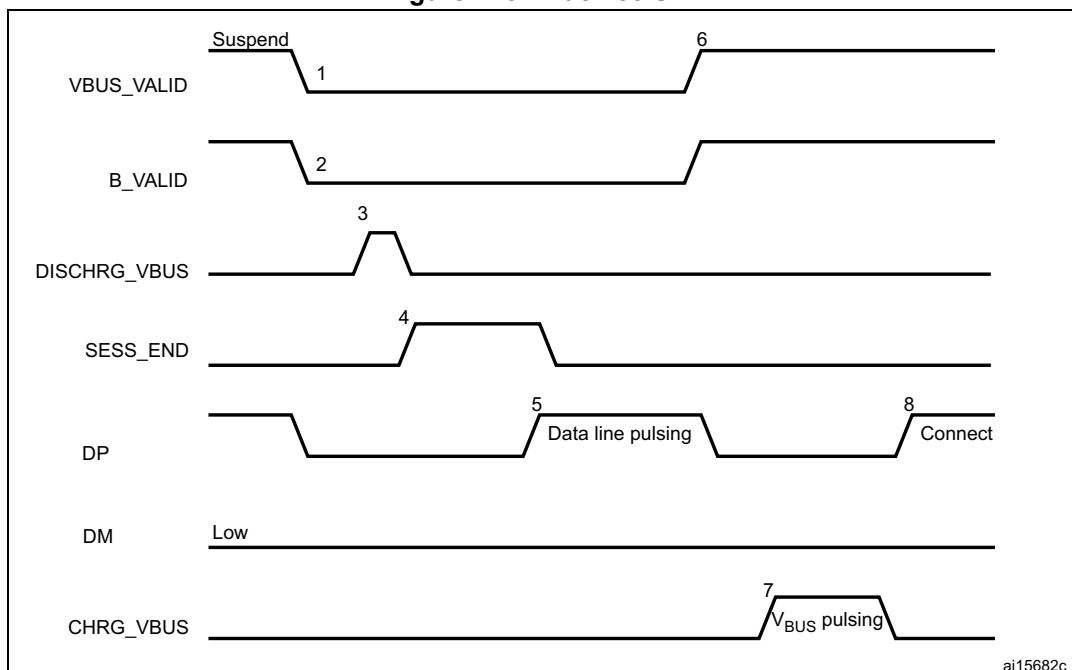 Suspend
6
VBUS_VALID
1
B_VALID
2
3
DISCHRG_VBUS
4
SESS_END
5
8
DP
Data line pulsing
Connect
DM
Low
7
CHRG_VBUS
VBUS pulsing
ai15682c